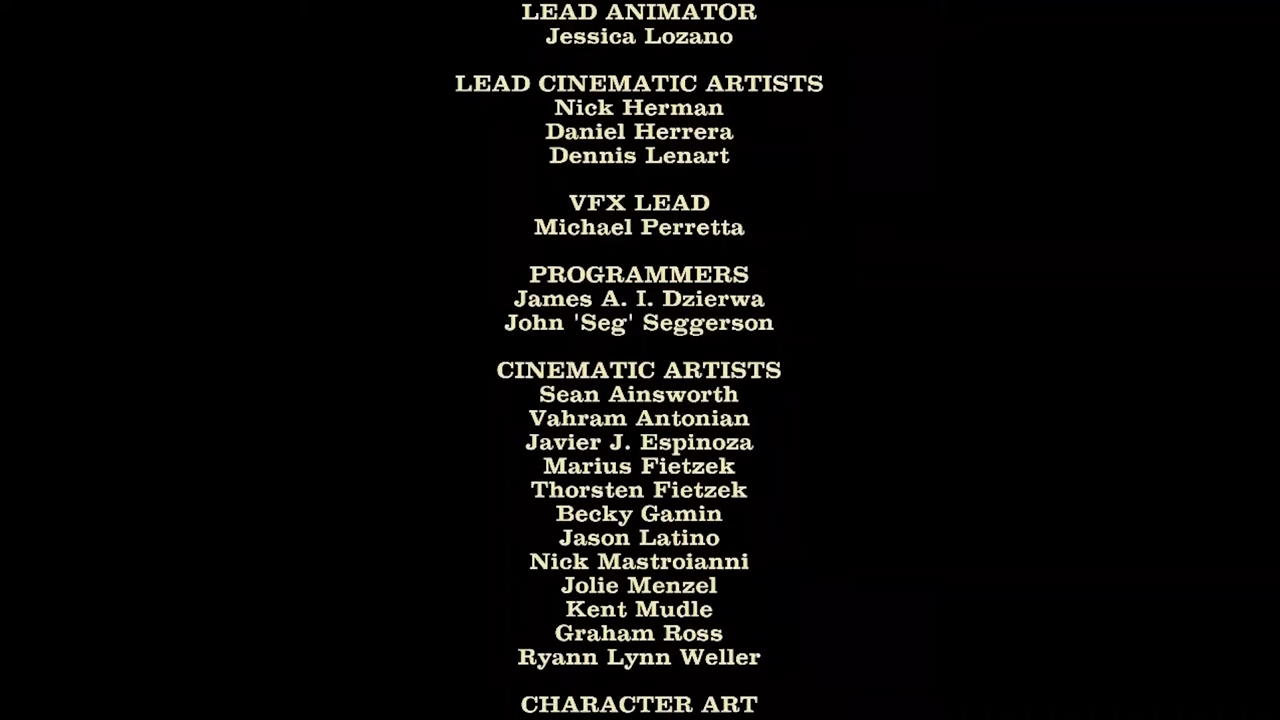 LEAD ANIMATOR
Jessica Lozano
LEAD CINEMATIC ARTISTS
Nick Herman
Daniel Herrera
Dennis Lenart
VFX LEAD
Michael Perretta
PROGRAMMERS
James A. I. Dzierwa
John 'Seg' Seggerson
CINEMATIC ARTISTS
Sean Ainsworth
Vahram Antonian
Javier J. Espinoza
Marius Fietzek
Thorsten Fietzek
Becky Gamin
Jason Latino
Nick Mastroianni
Jolie Menzel
Kent Mudle
Graham Ross
Ryann Lynn Weller
CHARACTER ART